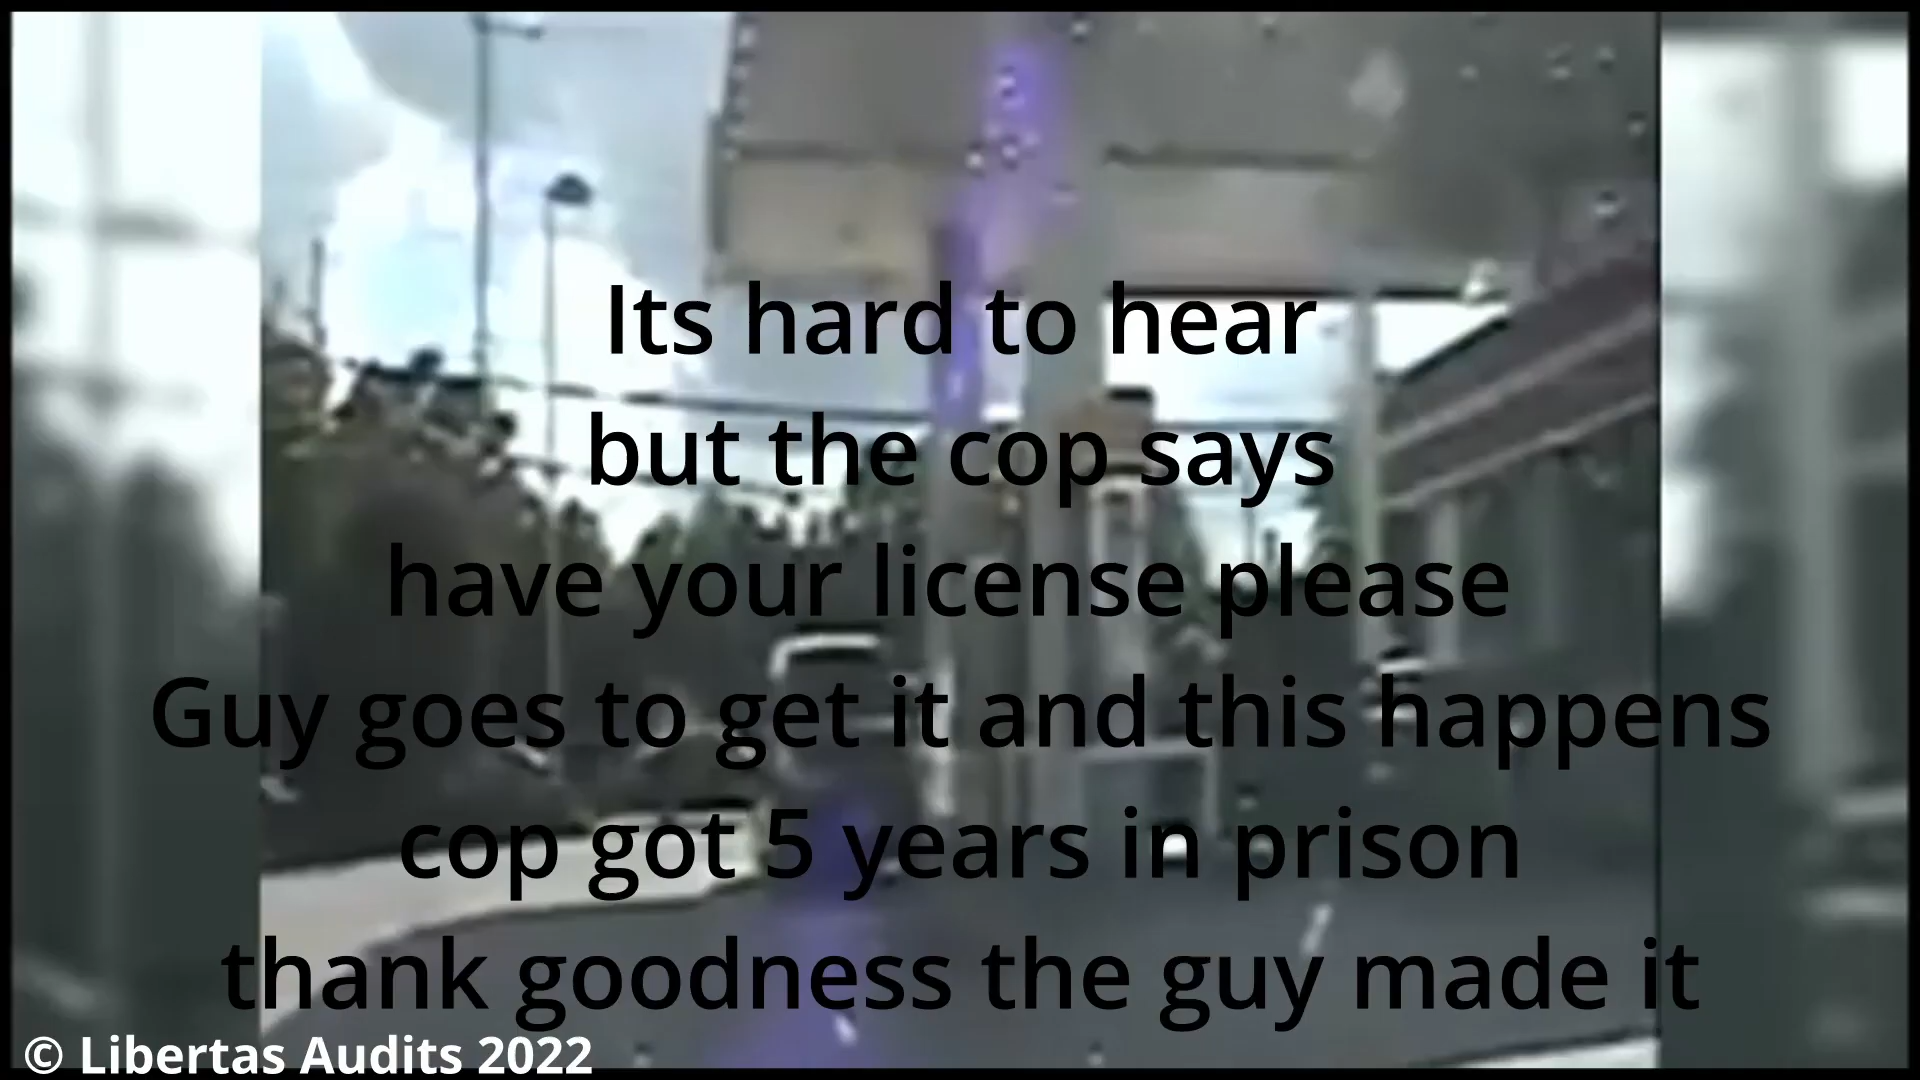 Its hard to hear
but the cop says
have your license please
Guy goes to get it and this happens
cop got 5 years in prison
thank goodness the guy made it
© Libertas Audits 2022